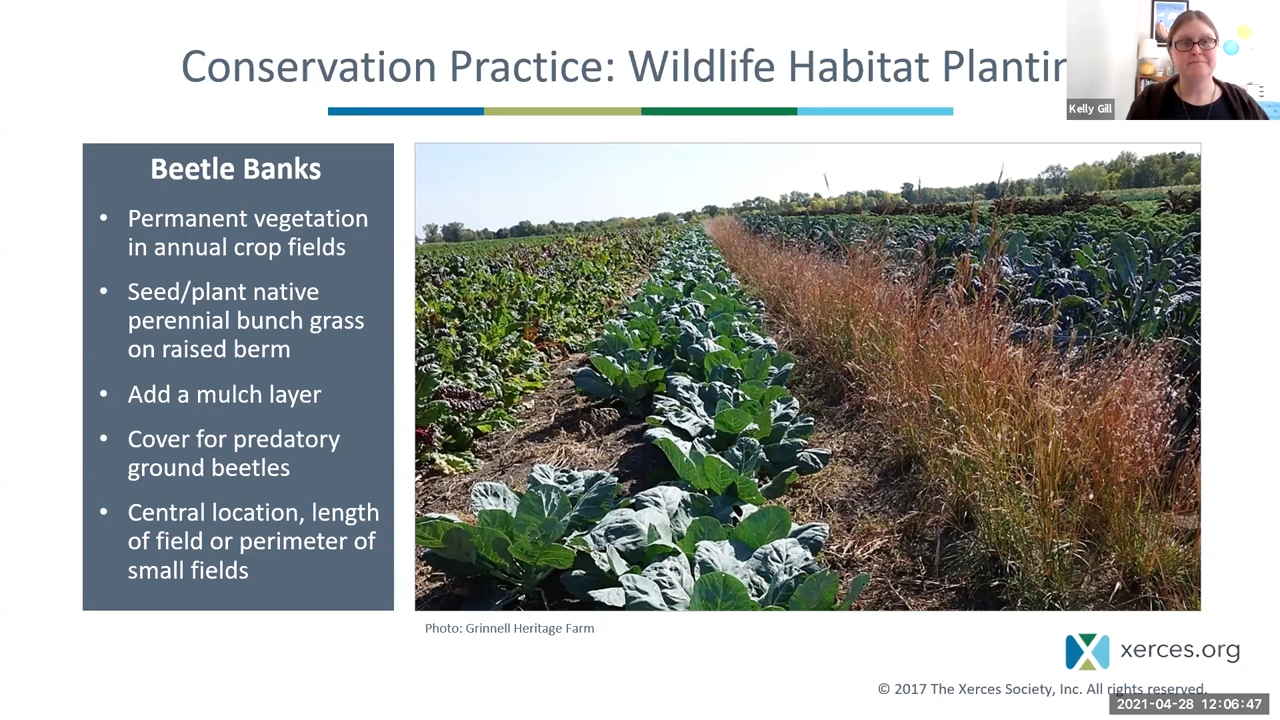 Conservation Practice: Wildlife Habitat
Kelly Gill
Beetle Banks
• Permanent vegetation
in annual crop fields
• Seed/plant native
perennial bunch grass
on raised berm
• Add a mulch layer
• Cover for predatory
ground beetles
• Central location, length
of field or perimeter of
small fields
Photo: Grinnell Heritage Farm
xerces.org
© 2017 The Xerces Society, Inc. All rights reserved.
2021-04-28 12:06:47